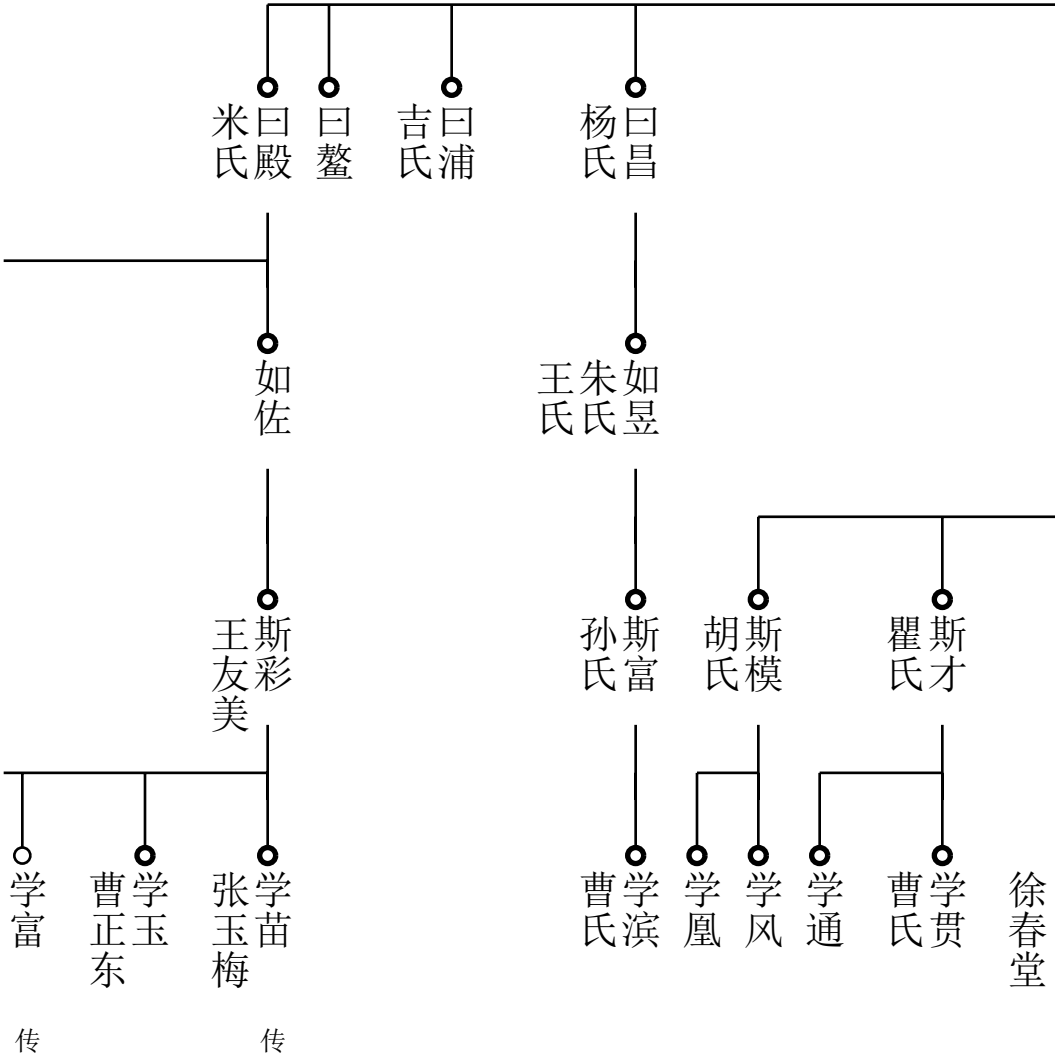 曰昌
杨氏
曰浦
吉氏
曰鳌
曰殿
米氏
如昱
朱氏
王氏
如佐
斯才
瞿氏
斯模
胡氏
斯富
孙氏
斯彩
王友美
徐春堂
学贯
曹氏
学通
学风
学凰
学滨
曹氏
学苗
张玉梅
学玉
曹正东
学富
传
传